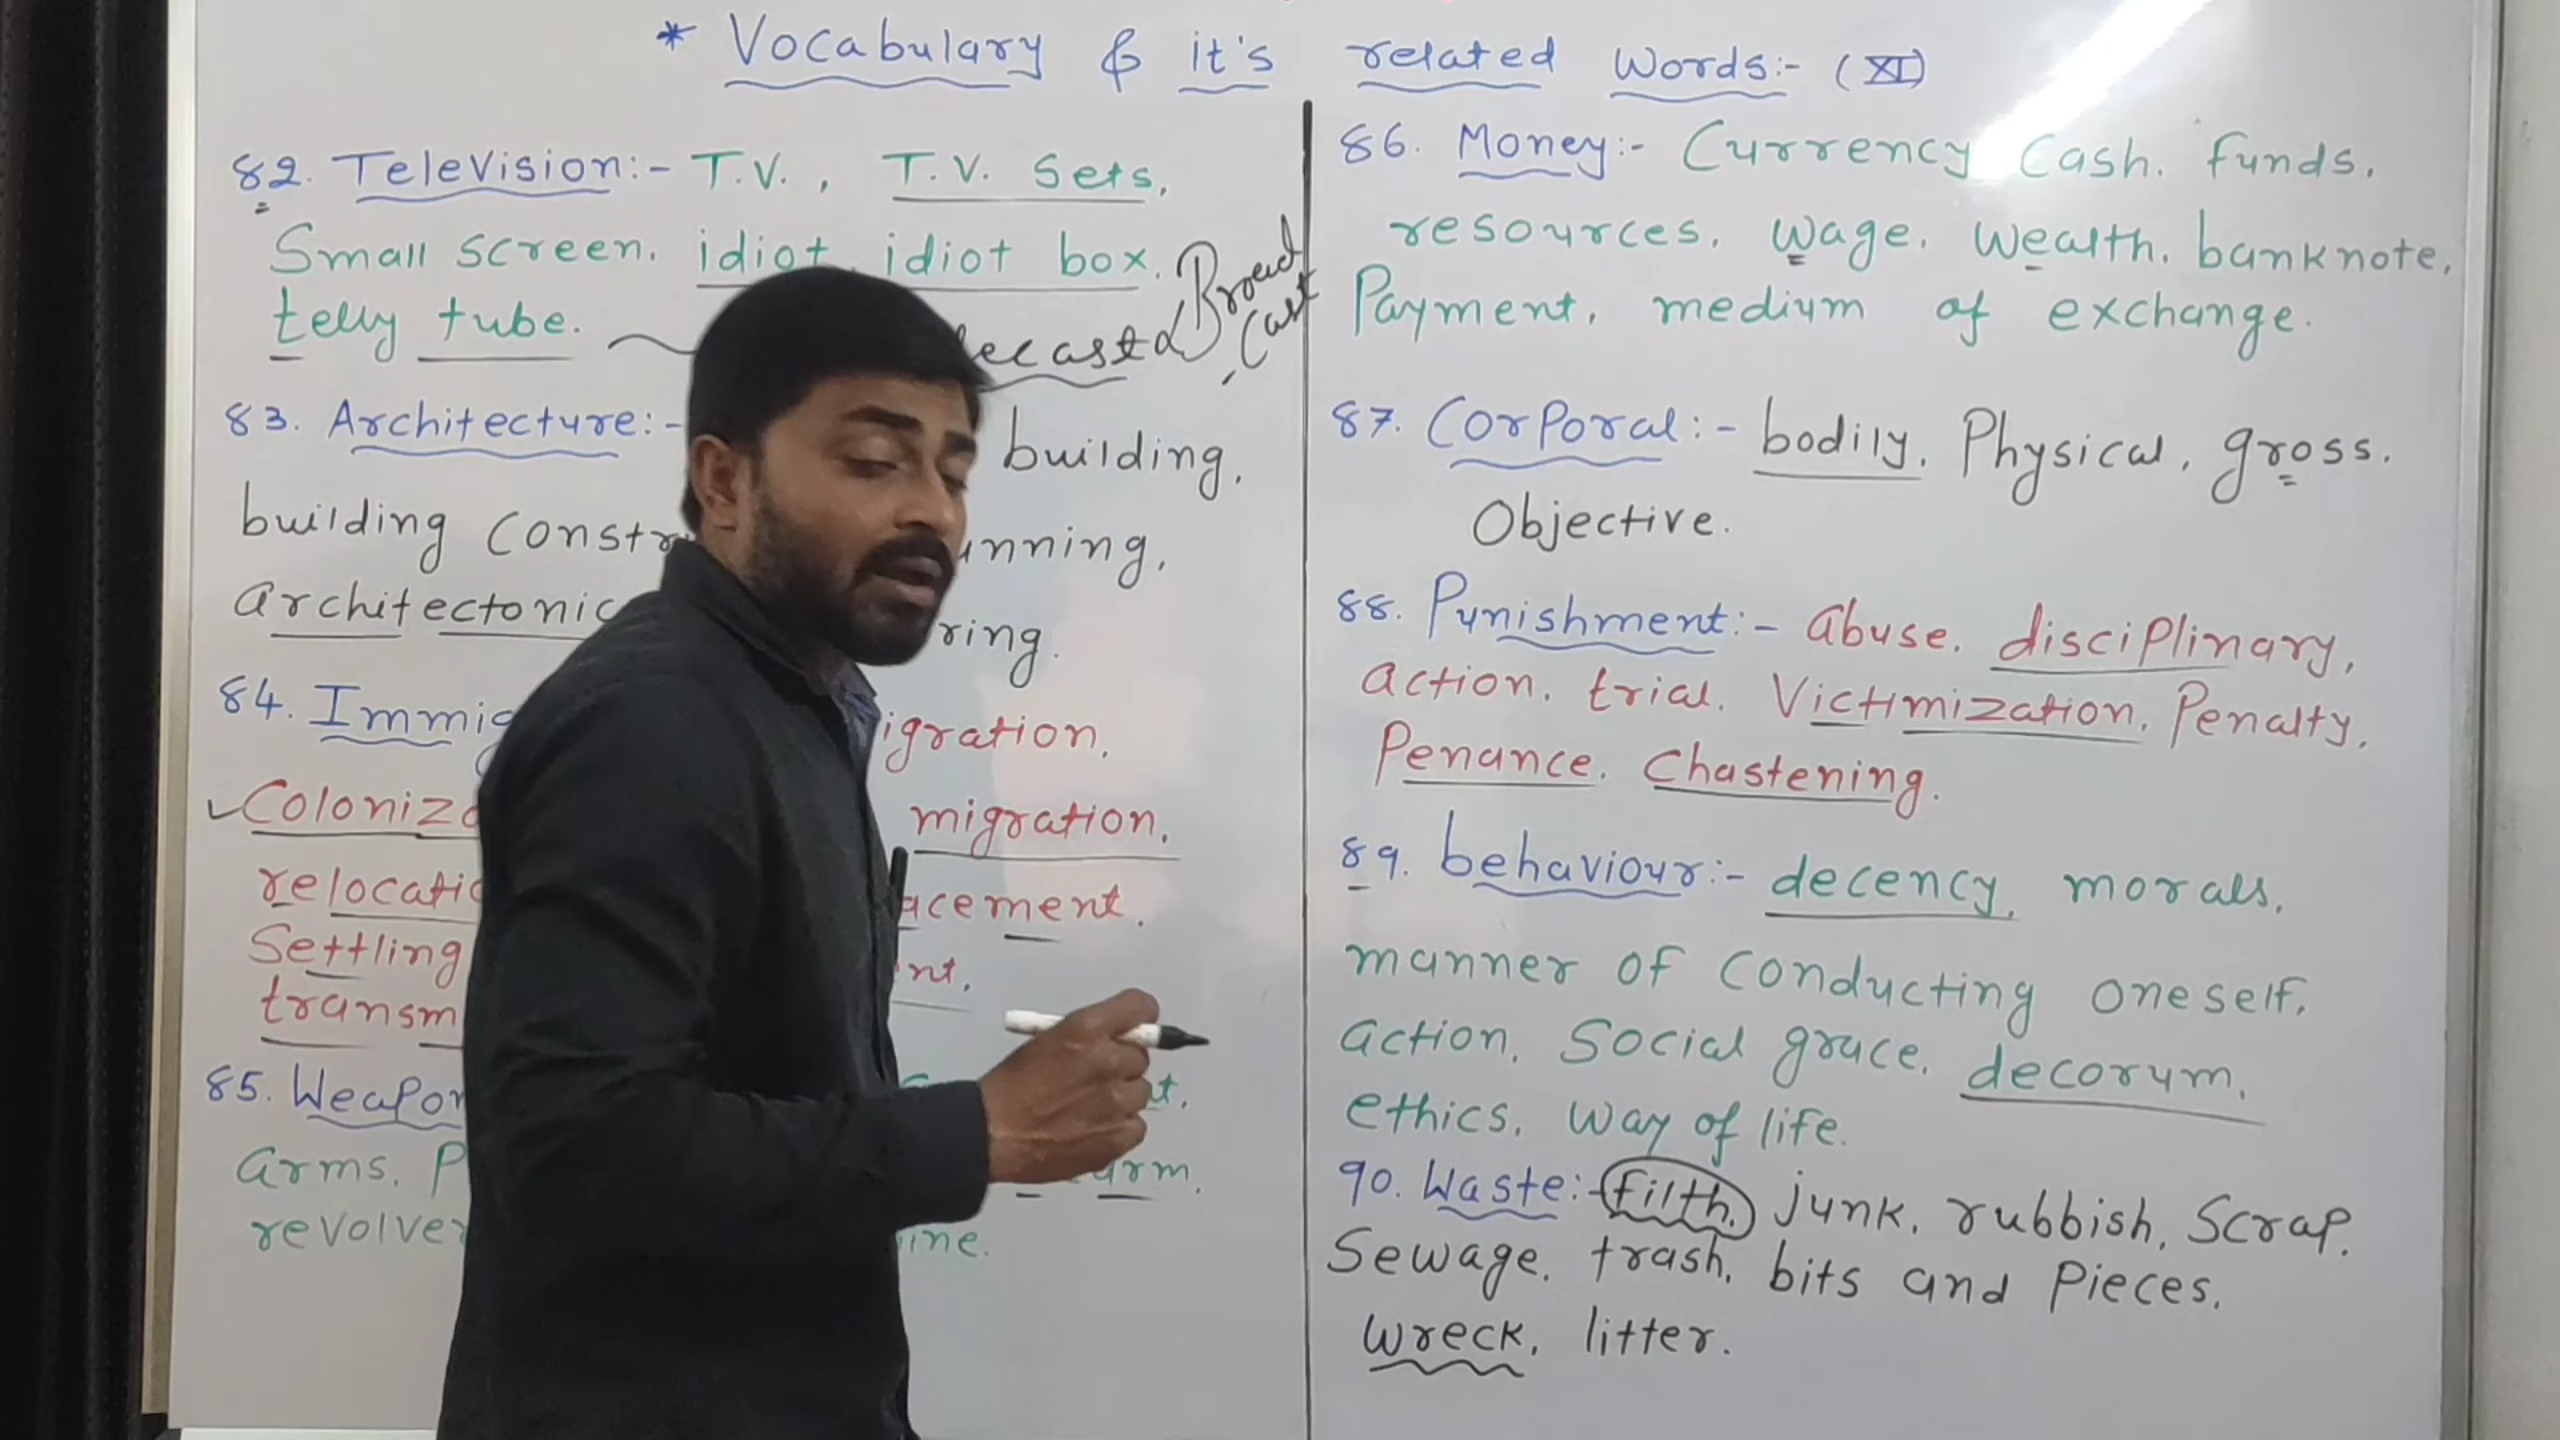 * Vocabulary & it's related Words:- (XI)
82. Television:- T.V., T.V. Sets,
Small screen, idiot, idiot box,
telly tube.
Broad Cast
83. Architecture:- building,
building
architectonic
84.
igration,
migration,
Settling
85.
arms,
86. Money:- Currency Cash, funds,
resources, wage, wealth, banknote,
Payment, medium of exchange.
87. Corporal:- bodily, Physical, gross,
Objective.
88. Punishment:- abuse, disciplinary,
action, trial, Victimization, Penalty,
Penance, Chastening.
89. behaviour:- decency, morals,
manner of conducting oneself,
action, Social grace, decorum,
ethics, way of life.
90. Waste:- Filth, junk, rubbish, Scrap,
Sewage, trash, bits and Pieces,
wreck, litter.